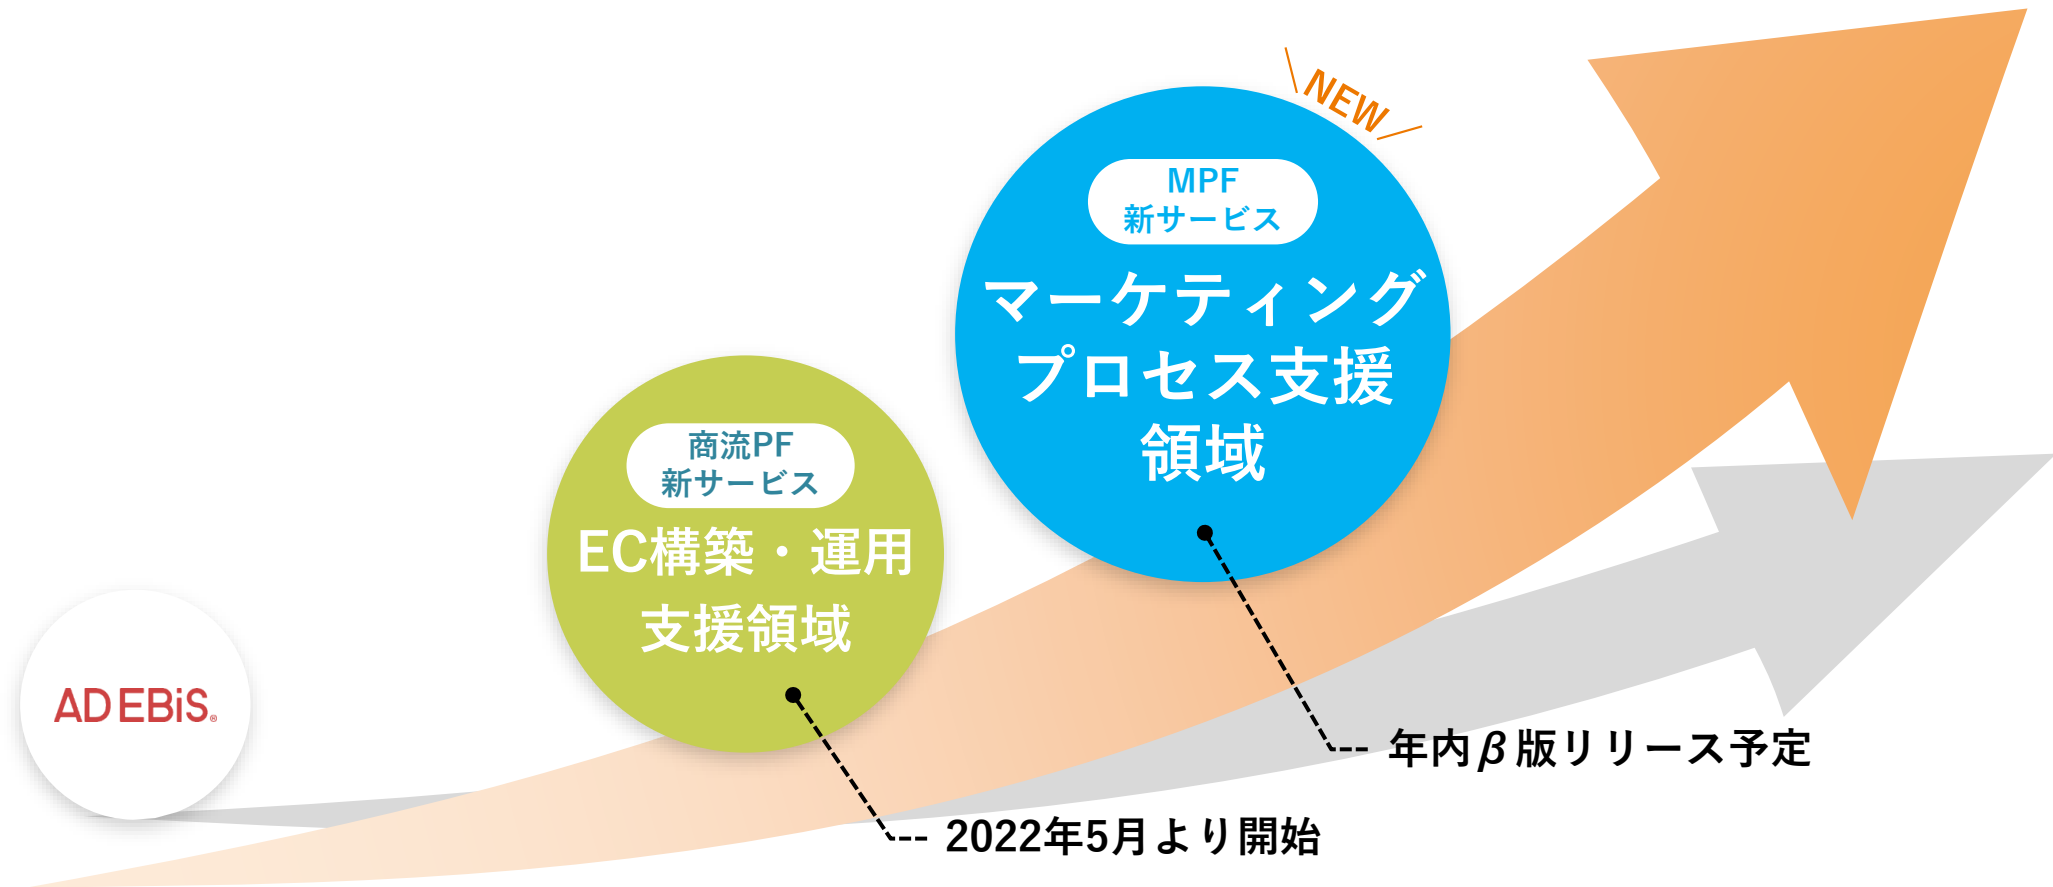 NEW
MPF
新サービス
マーケティング
プロセス支援
領域
商流PF
新サービス
EC構築・運用
支援領域
AD EBiS®
年内β版リリース予定
2022年5月より開始